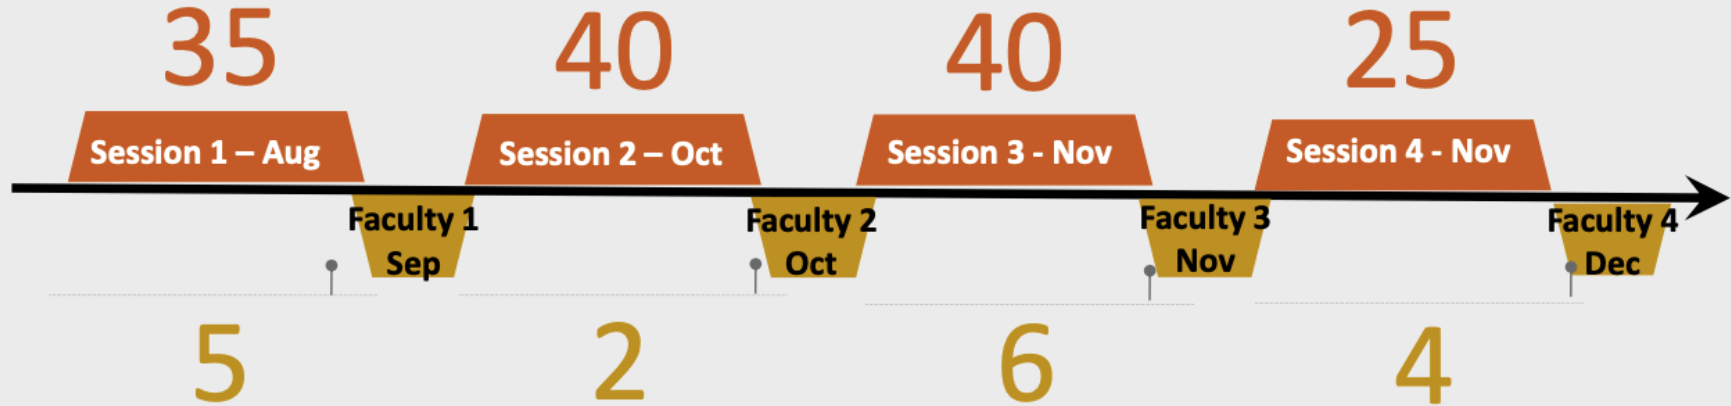 35 40 40 25
Session 1 – Aug Session 2 – Oct Session 3 - Nov Session 4 - Nov
Faculty 1 Faculty 2 Faculty 3 Faculty 4
Sep Oct Nov Dec
5 2 6 4